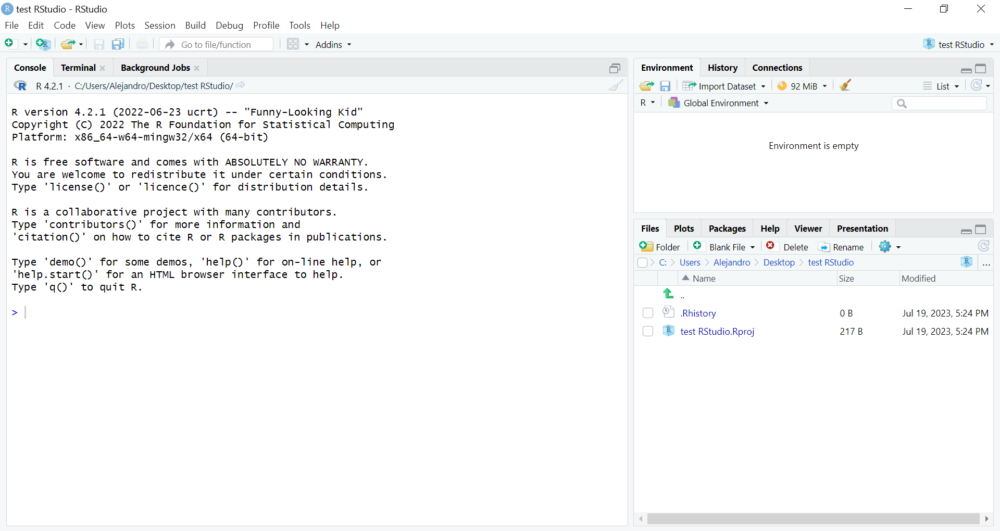 test RStudio - RStudio
File Edit Code View Plots Session Build Debug Profile Tools Help
Go to file/function Addins test RStudio
Console Terminal Background Jobs
R 4.2.1 · C:/Users/Alejandro/Desktop/test RStudio/
R version 4.2.1 (2022-06-23 ucrt) -- "Funny-Looking Kid"
Copyright (C) 2022 The R Foundation for Statistical Computing
Platform: x86_64-w64-mingw32/x64 (64-bit)
R is free software and comes with ABSOLUTELY NO WARRANTY.
You are welcome to redistribute it under certain conditions.
Type 'license()' or 'licence()' for distribution details.
R is a collaborative project with many contributors.
Type 'contributors()' for more information and
'citation()' on how to cite R or R packages in publications.
Type 'demo()' for some demos, 'help()' for on-line help, or
'help.start()' for an HTML browser interface to help.
Type 'q()' to quit R.
>
Environment History Connections
Import Dataset 92 MiB List
R Global Environment
Environment is empty
Files Plots Packages Help Viewer Presentation
Folder Blank File Delete Rename
C: Users Alejandro Desktop test RStudio ...
Name Size Modified
..
.Rhistory 0 B Jul 19, 2023, 5:24 PM
test RStudio.Rproj 217 B Jul 19, 2023, 5:24 PM